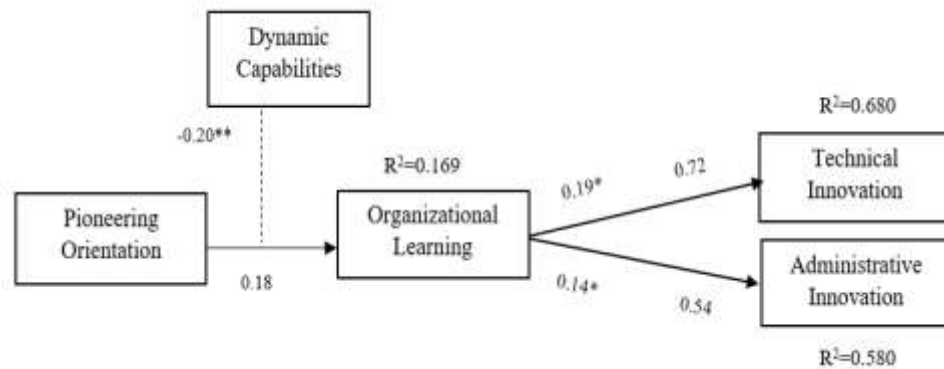 Dynamic
Capabilities
-0.20**
R²=0.680
R²=0.169
Technical
Innovation
0.72
0.19*
Pioneering
Orientation
Organizational
Learning
0.18
0.14*
0.54
Administrative
Innovation
R²=0.580